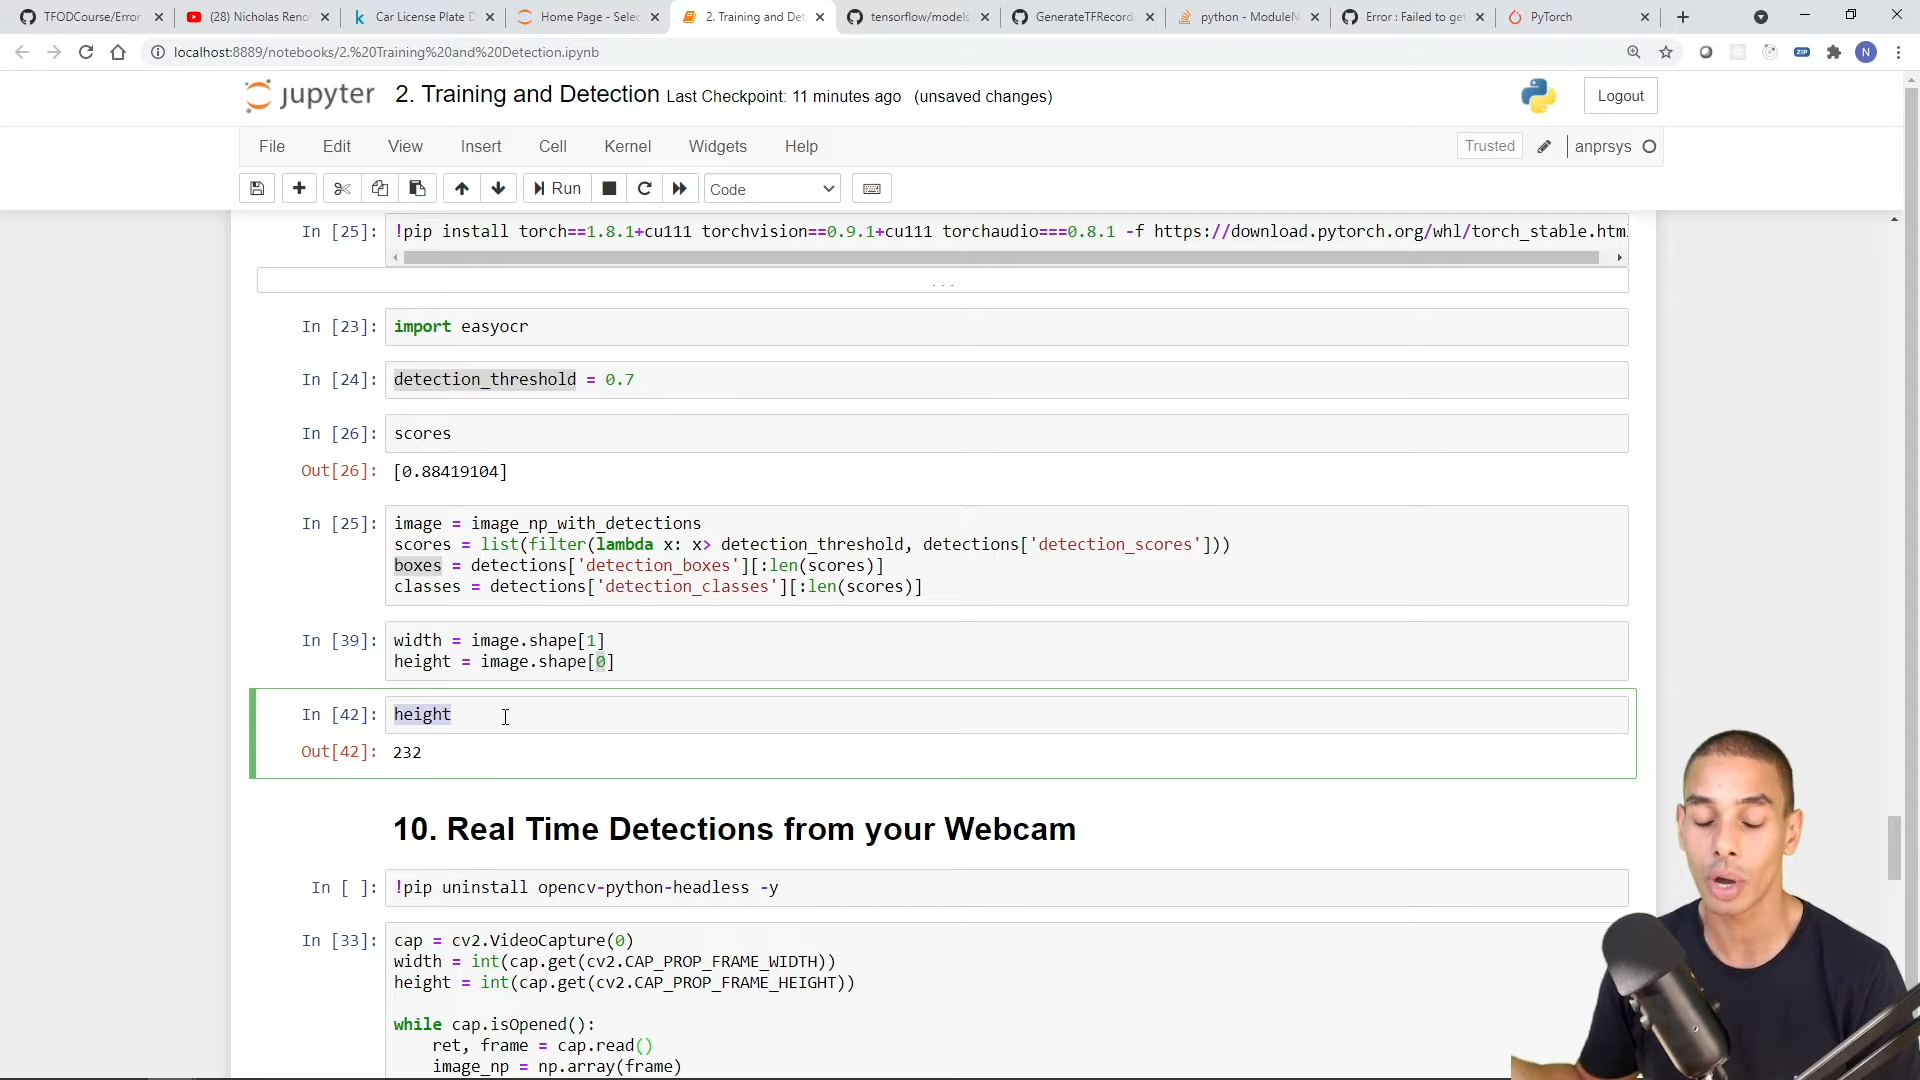 TFODCourse/Error
(28) Nicholas Reno
Car License Plate D
Home Page - Selec
2. Training and Det
tensorflow/models
GenerateTFRecord
python - ModuleN
Error : Failed to get
PyTorch
localhost:8889/notebooks/2.%20Training%20and%20Detection.ipynb
ZIP
N
jupyter 2. Training and Detection Last Checkpoint: 11 minutes ago (unsaved changes)
Logout
File Edit View Insert Cell Kernel Widgets Help
Trusted anprsys
Run Code
In [25]: !pip install torch==1.8.1+cu111 torchvision==0.9.1+cu111 torchaudio===0.8.1 -f https://download.pytorch.org/whl/torch_stable.htm
...
In [23]: import easyocr
In [24]: detection_threshold = 0.7
In [26]: scores
Out[26]: [0.88419104]
In [25]: image = image_np_with_detections
scores = list(filter(lambda x: x> detection_threshold, detections['detection_scores']))
boxes = detections['detection_boxes'][:len(scores)]
classes = detections['detection_classes'][:len(scores)]
In [39]: width = image.shape[1]
height = image.shape[0]
In [42]: height
Out[42]: 232
10. Real Time Detections from your Webcam
In [ ]: !pip uninstall opencv-python-headless -y
In [33]: cap = cv2.VideoCapture(0)
width = int(cap.get(cv2.CAP_PROP_FRAME_WIDTH))
height = int(cap.get(cv2.CAP_PROP_FRAME_HEIGHT))
while cap.isOpened():
ret, frame = cap.read()
image_np = np.array(frame)